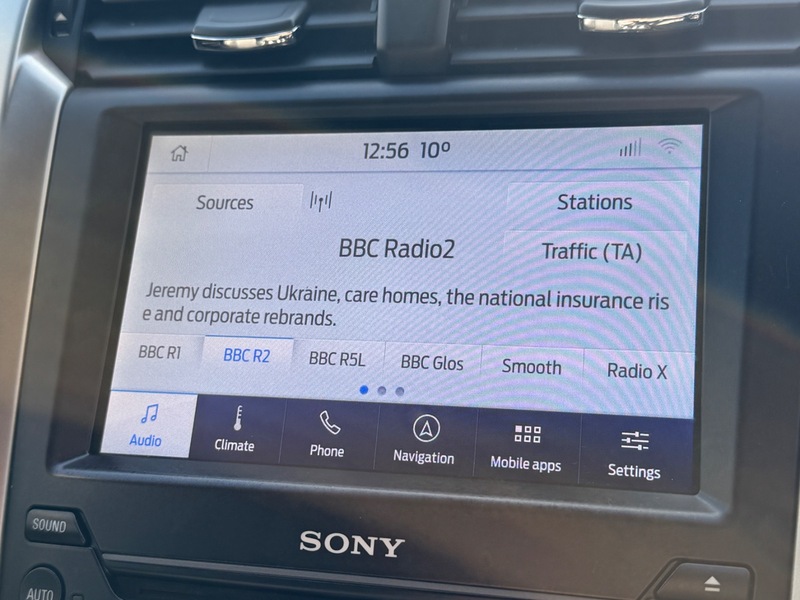 12:56 10°
Sources
Stations
BBC Radio2
Traffic (TA)
Jeremy discusses Ukraine, care homes, the national insurance ris
e and corporate rebrands.
BBC R1
BBC R2
BBC R5L
BBC Glos
Smooth
Radio X
Audio
Climate
Phone
Navigation
Mobile apps
Settings
SOUND
SONY
AUTO